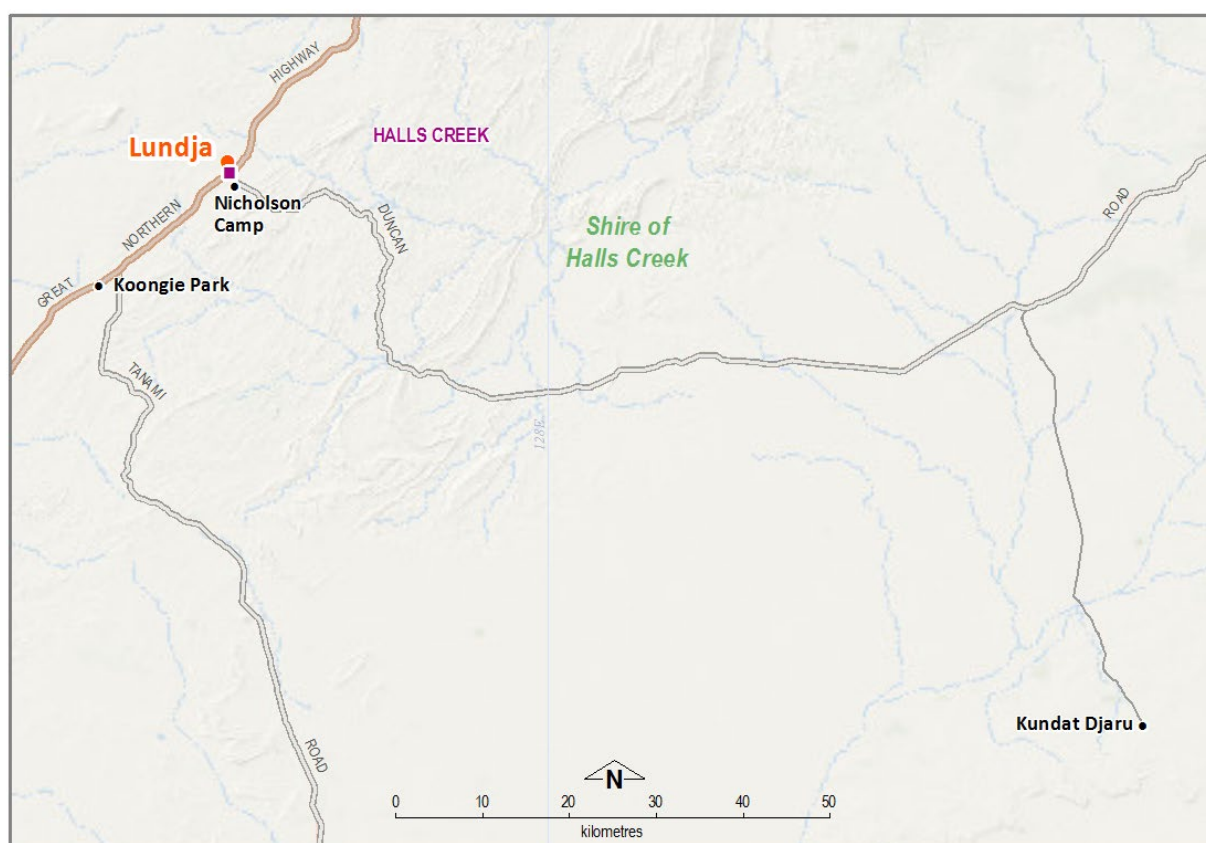 HIGHWAY
HALLS CREEK
Lundja
Nicholson
Camp
NORTHERN
DUNCAN
ROAD
Shire of
Halls Creek
GREAT
Koongie Park
TANAMI
128E
ROAD
Kundat Djaru
N
0 10 20 30 40 50
kilometres